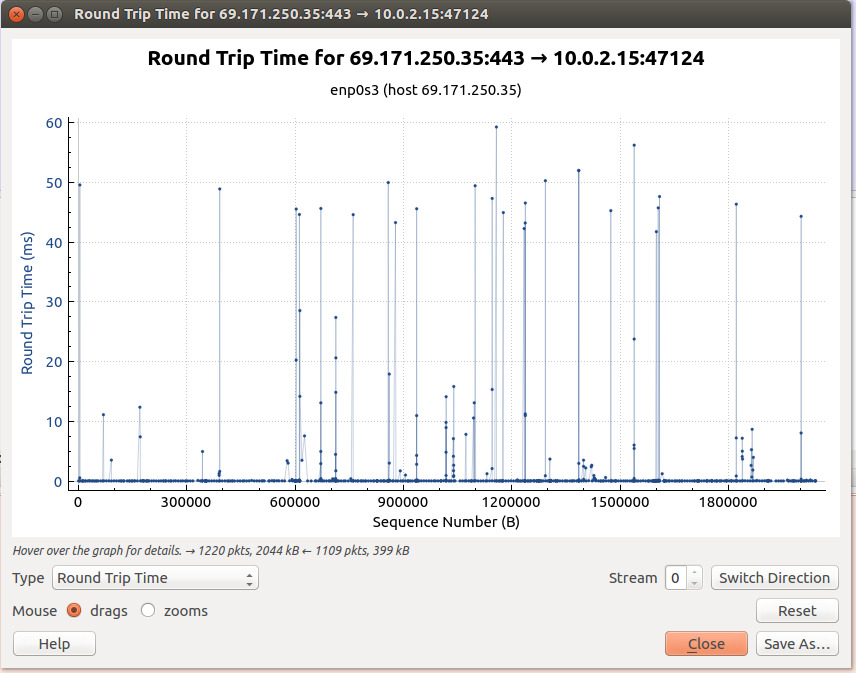 Round Trip Time for 69.171.250.35:443 → 10.0.2.15:47124
Round Trip Time for 69.171.250.35:443 → 10.0.2.15:47124
enp0s3 (host 69.171.250.35)
Round Trip Time (ms)
60
50
40
30
20
10
0
0 300000 600000 900000 1200000 1500000 1800000
Sequence Number (B)
Hover over the graph for details. → 1220 pkts, 2044 kB ← 1109 pkts, 399 kB
Type Round Trip Time Stream 0 Switch Direction
Mouse drags zooms Reset
Help Close Save As…